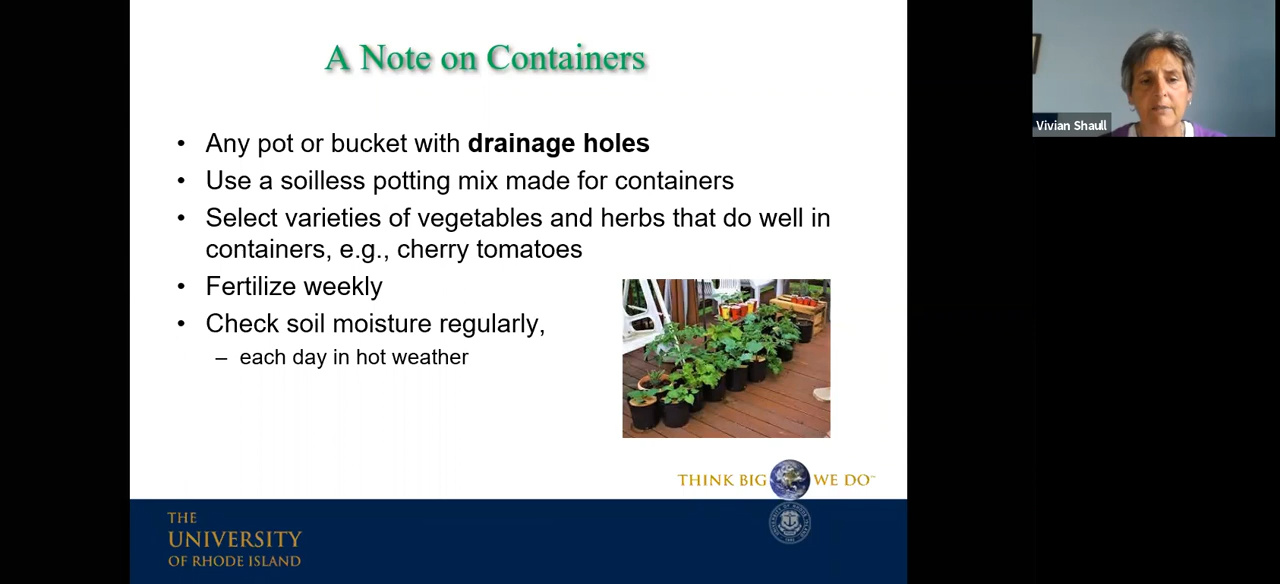 A Note on Containers
• Any pot or bucket with drainage holes
• Use a soilless potting mix made for containers
• Select varieties of vegetables and herbs that do well in
containers, e.g., cherry tomatoes
• Fertilize weekly
• Check soil moisture regularly,
– each day in hot weather
THINK BIG WE DO™
THE
UNIVERSITY
OF RHODE ISLAND
Vivian Shaull